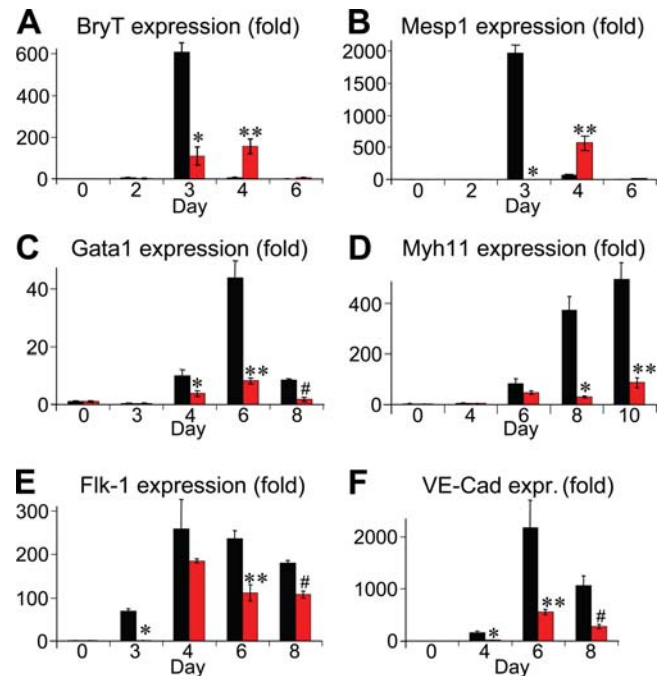 A
BryT expression (fold)
600
400
200
0
*
**
0 2 3 4 6
Day
B
Mesp1 expression (fold)
2000
1500
1000
500
0
*
**
0 2 3 4 6
Day
C
Gata1 expression (fold)
40
20
0
*
**
#
0 3 4 6 8
Day
D
Myh11 expression (fold)
400
200
0
*
**
0 4 6 8 10
Day
E
Flk-1 expression (fold)
300
200
100
0
*
**
#
0 3 4 6 8
Day
F
VE-Cad expr. (fold)
2000
1000
0
*
**
#
0 4 6 8
Day